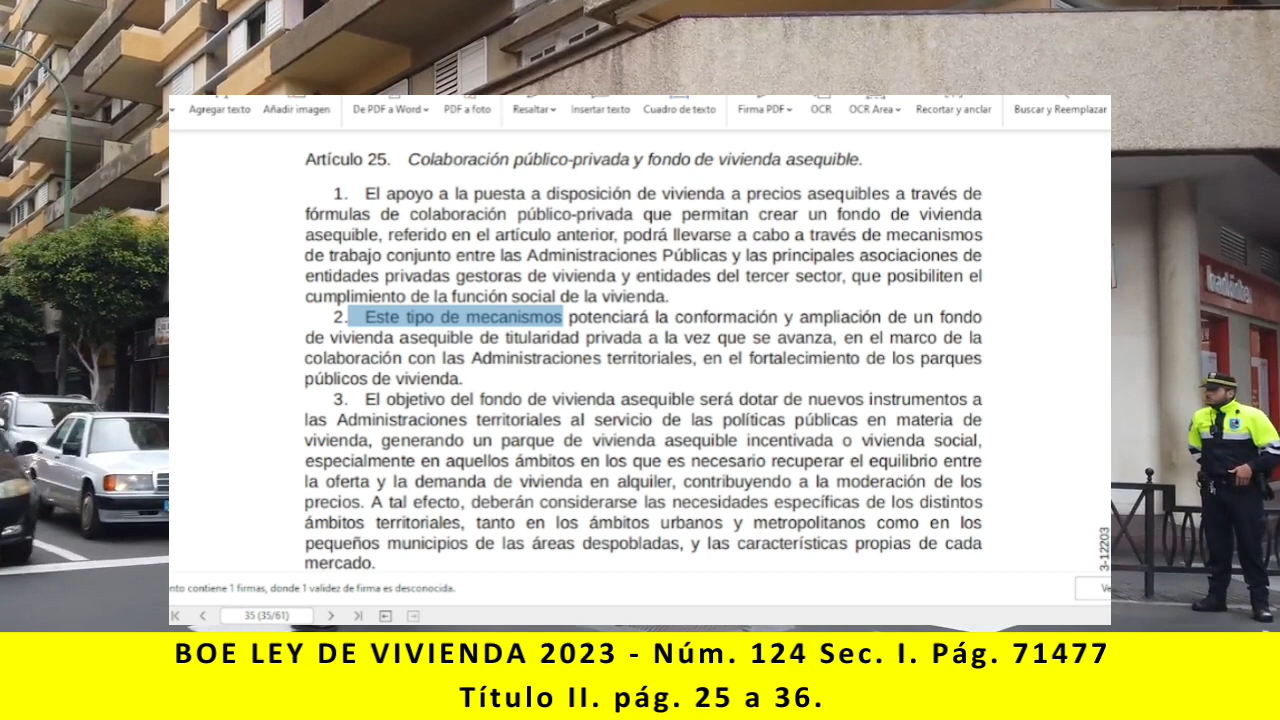 Agregar texto Añadir imagen De PDF a Word PDF a foto Resaltar Insertar texto Cuadro de texto Firma PDF OCR OCR Area Recortar y anclar Buscar y Reemplazar
Artículo 25. Colaboración público-privada y fondo de vivienda asequible.
1. El apoyo a la puesta a disposición de vivienda a precios asequibles a través de
fórmulas de colaboración público-privada que permitan crear un fondo de vivienda
asequible, referido en el artículo anterior, podrá llevarse a cabo a través de mecanismos
de trabajo conjunto entre las Administraciones Públicas y las principales asociaciones de
entidades privadas gestoras de vivienda y entidades del tercer sector, que posibiliten el
cumplimiento de la función social de la vivienda.
2. Este tipo de mecanismos potenciará la conformación y ampliación de un fondo
de vivienda asequible de titularidad privada a la vez que se avanza, en el marco de la
colaboración con las Administraciones territoriales, en el fortalecimiento de los parques
públicos de vivienda.
3. El objetivo del fondo de vivienda asequible será dotar de nuevos instrumentos a
las Administraciones territoriales al servicio de las políticas públicas en materia de
vivienda, generando un parque de vivienda asequible incentivada o vivienda social,
especialmente en aquellos ámbitos en los que es necesario recuperar el equilibrio entre
la oferta y la demanda de vivienda en alquiler, contribuyendo a la moderación de los
precios. A tal efecto, deberán considerarse las necesidades específicas de los distintos
ámbitos territoriales, tanto en los ámbitos urbanos y metropolitanos como en los
pequeños municipios de las áreas despobladas, y las características propias de cada
mercado.
3-12203
nto contiene 1 firmas, donde 1 validez de firma es desconocida.
Ve
35 (35/61)
BOE LEY DE VIVIENDA 2023 - Núm. 124 Sec. I. Pág. 71477
Título II. pág. 25 a 36.